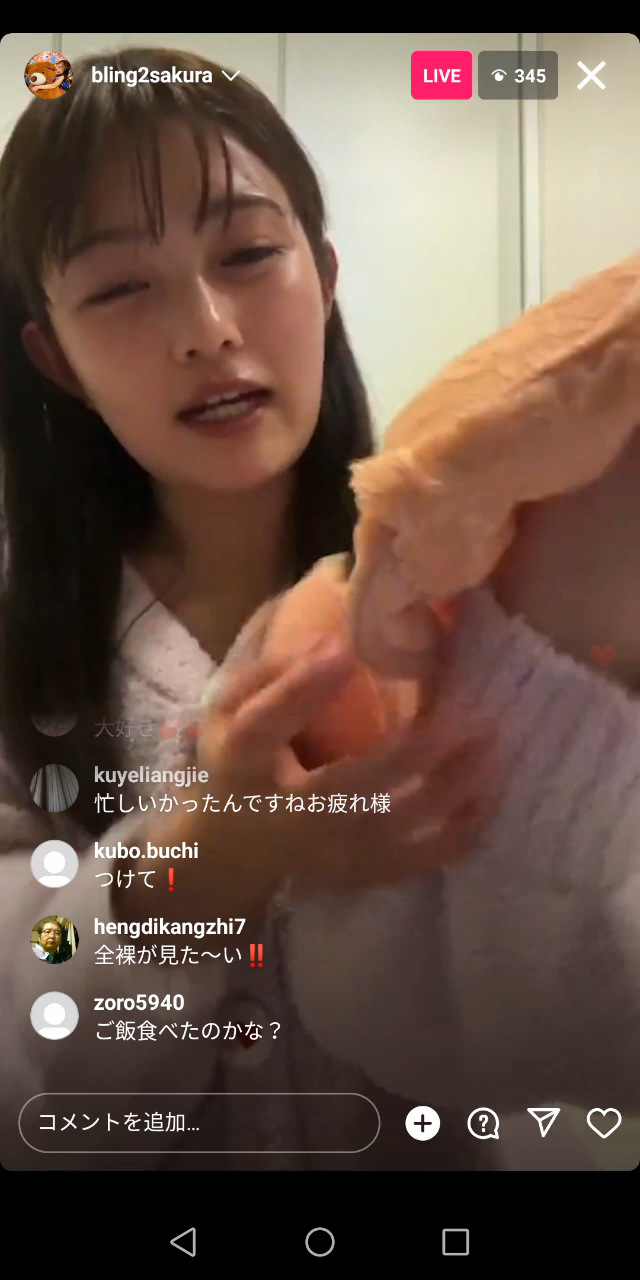 bling2sakura
LIVE
345
大好き
kuyeliangjie
忙しいかったんですねお疲れ様
kubo.buchi
つけて❗
hengdikangzhi7
全裸が見た〜い‼️
zoro5940
ご飯食べたのかな？
コメントを追加...